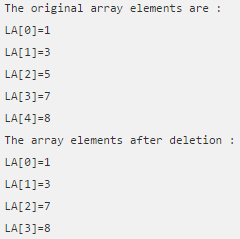 The original array elements are :
LA[0]=1
LA[1]=3
LA[2]=5
LA[3]=7
LA[4]=8
The array elements after deletion :
LA[0]=1
LA[1]=3
LA[2]=7
LA[3]=8